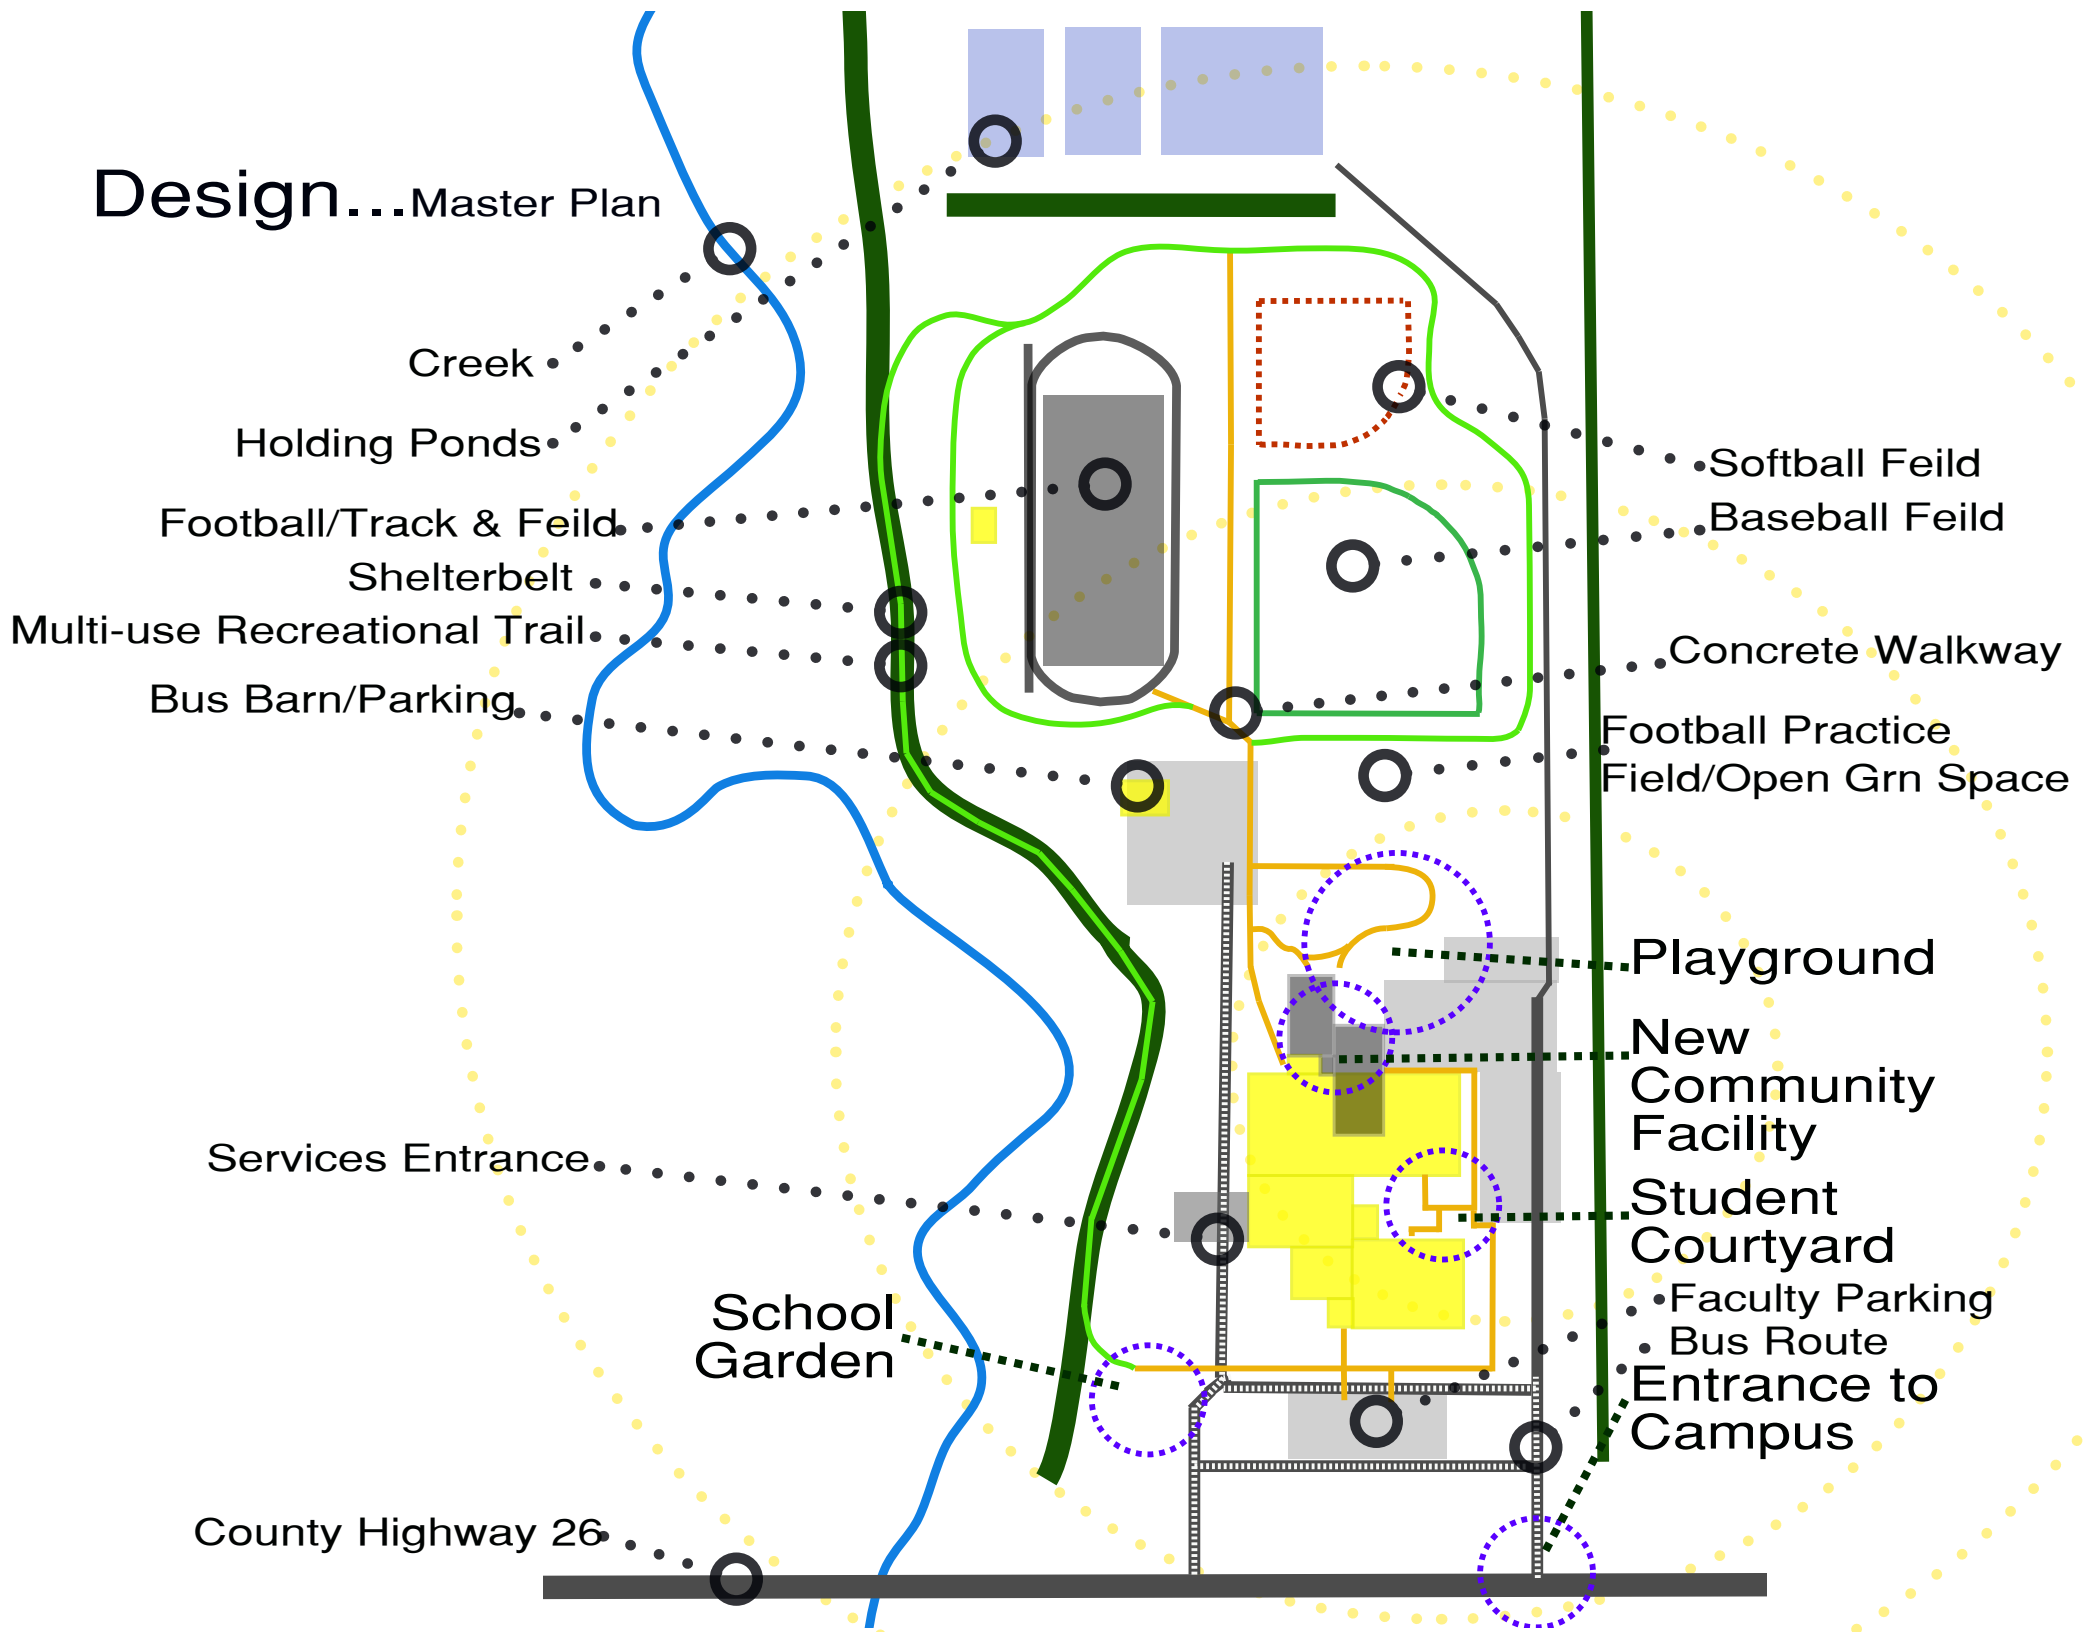 Design...Master Plan
Creek
Holding Ponds
Football/Track & Feild
Shelterbelt
Multi-use Recreational Trail
Bus Barn/Parking
Services Entrance
School
Garden
County Highway 26
Softball Feild
Baseball Feild
Concrete Walkway
Football Practice
Field/Open Grn Space
Playground
New
Community
Facility
Student
Courtyard
Faculty Parking
Bus Route
Entrance to
Campus